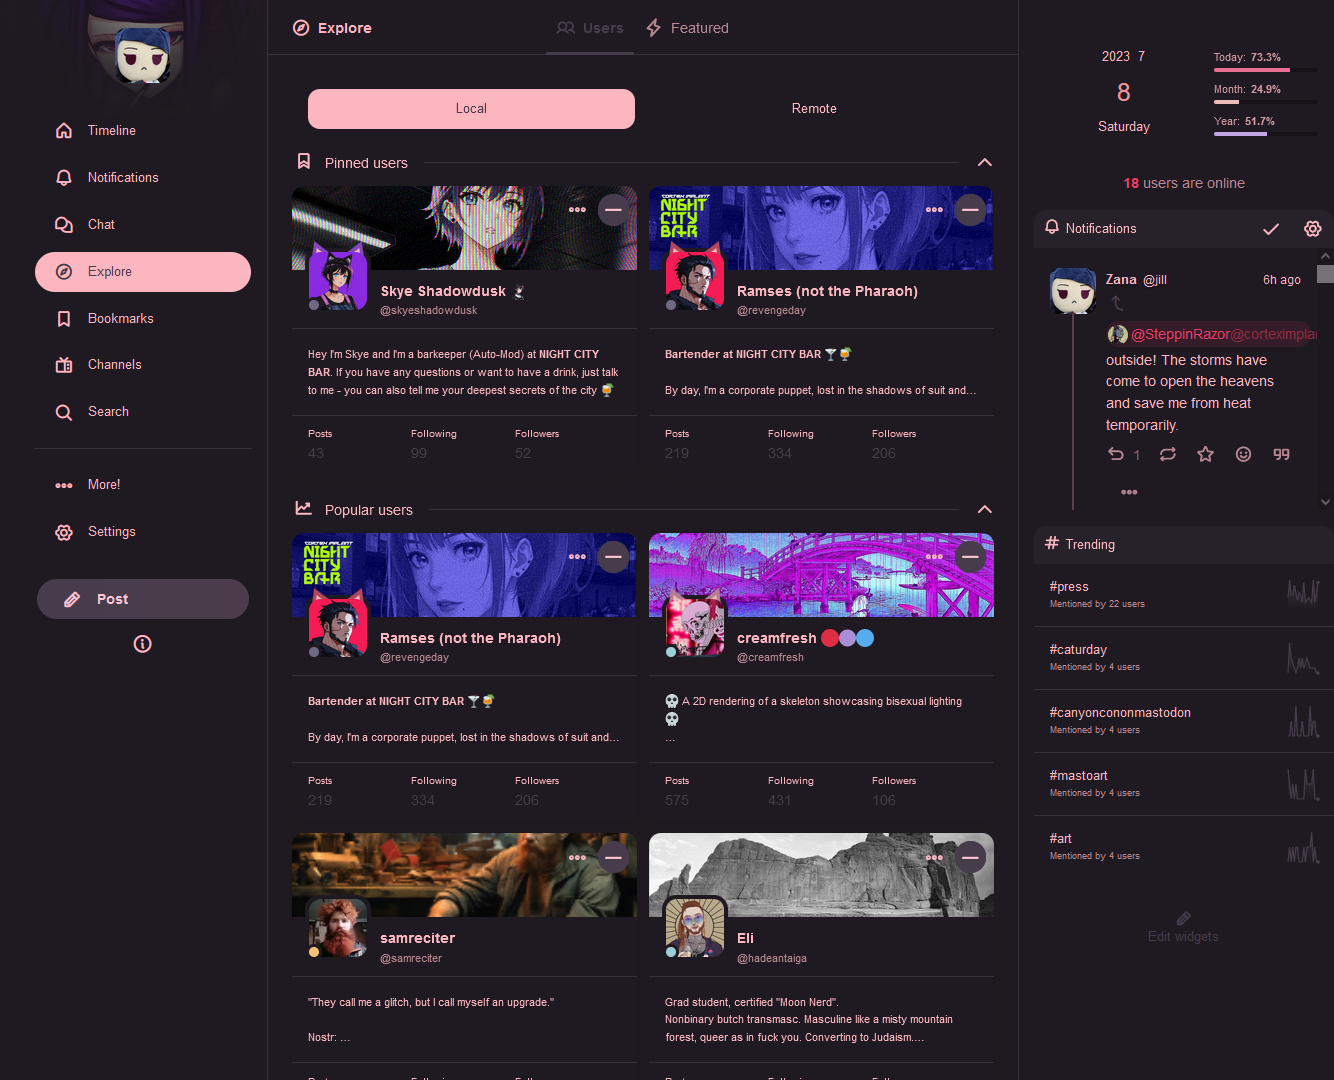 Timeline
Notifications
Chat
Explore
Bookmarks
Channels
Search
More!
Settings
Post
Explore
Users
Featured
Local
Remote
Pinned users
Skye Shadowdusk
@skyeshadowdusk
Hey I'm Skye and I'm a barkeeper (Auto-Mod) at NIGHT CITY
BAR. If you have any questions or want to have a drink, just talk
to me - you can also tell me your deepest secrets of the city
Posts Following Followers
43 99 52
CORTEX IMPLANT
NIGHT
CITY
BAR
Ramses (not the Pharaoh)
@revengeday
Bartender at NIGHT CITY BAR
By day, I'm a corporate puppet, lost in the shadows of suit and…
Posts Following Followers
219 334 206
Popular users
CORTEX IMPLANT
NIGHT
CITY
BAR
Ramses (not the Pharaoh)
@revengeday
Bartender at NIGHT CITY BAR
By day, I'm a corporate puppet, lost in the shadows of suit and…
Posts Following Followers
219 334 206
creamfresh
@creamfresh
💀 A 2D rendering of a skeleton showcasing bisexual lighting
💀
…
Posts Following Followers
575 431 106
samreciter
@samreciter
"They call me a glitch, but I call myself an upgrade."
Nostr: …
Eli
@hadeantaiga
Grad student, certified "Moon Nerd".
Nonbinary butch transmasc. Masculine like a misty mountain
forest, queer as in fuck you. Converting to Judaism.…
2023 7
8
Saturday
Today: 73.3%
Month: 24.9%
Year: 51.7%
18 users are online
Notifications
Zana @jill 6h ago
@SteppinRazor@corteximplan
outside! The storms have
come to open the heavens
and save me from heat
temporarily.
1
Trending
#press
Mentioned by 22 users
#caturday
Mentioned by 4 users
#canyoncononmastodon
Mentioned by 4 users
#mastoart
Mentioned by 4 users
#art
Mentioned by 4 users
Edit widgets